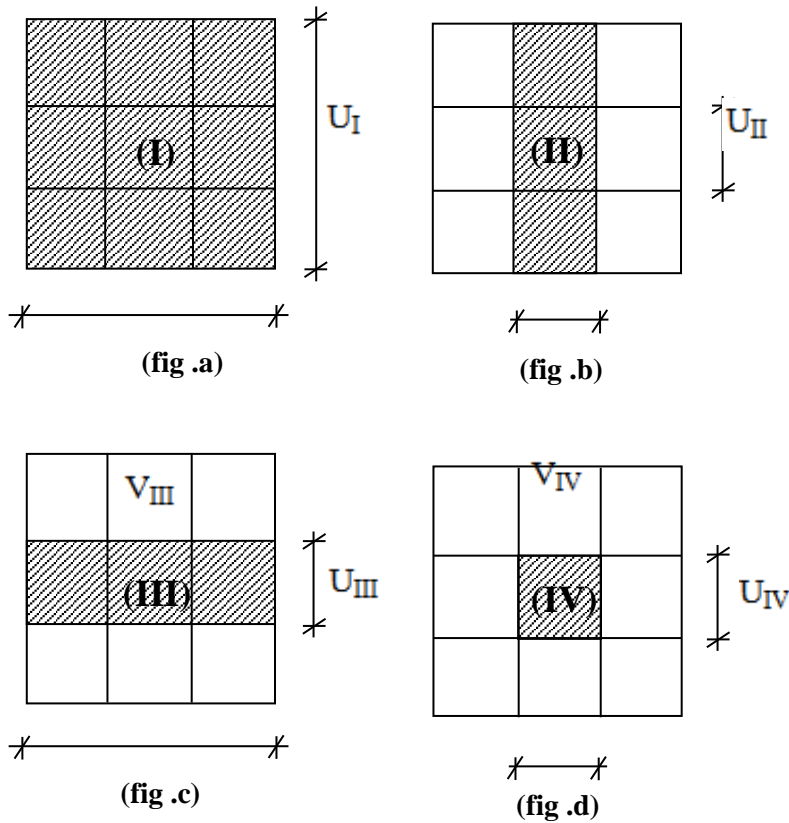 U_I
(I)
(fig .a)
U_II
(II)
(fig .b)
V_III
(III)
U_III
(fig .c)
V_IV
(IV)
U_IV
(fig .d)